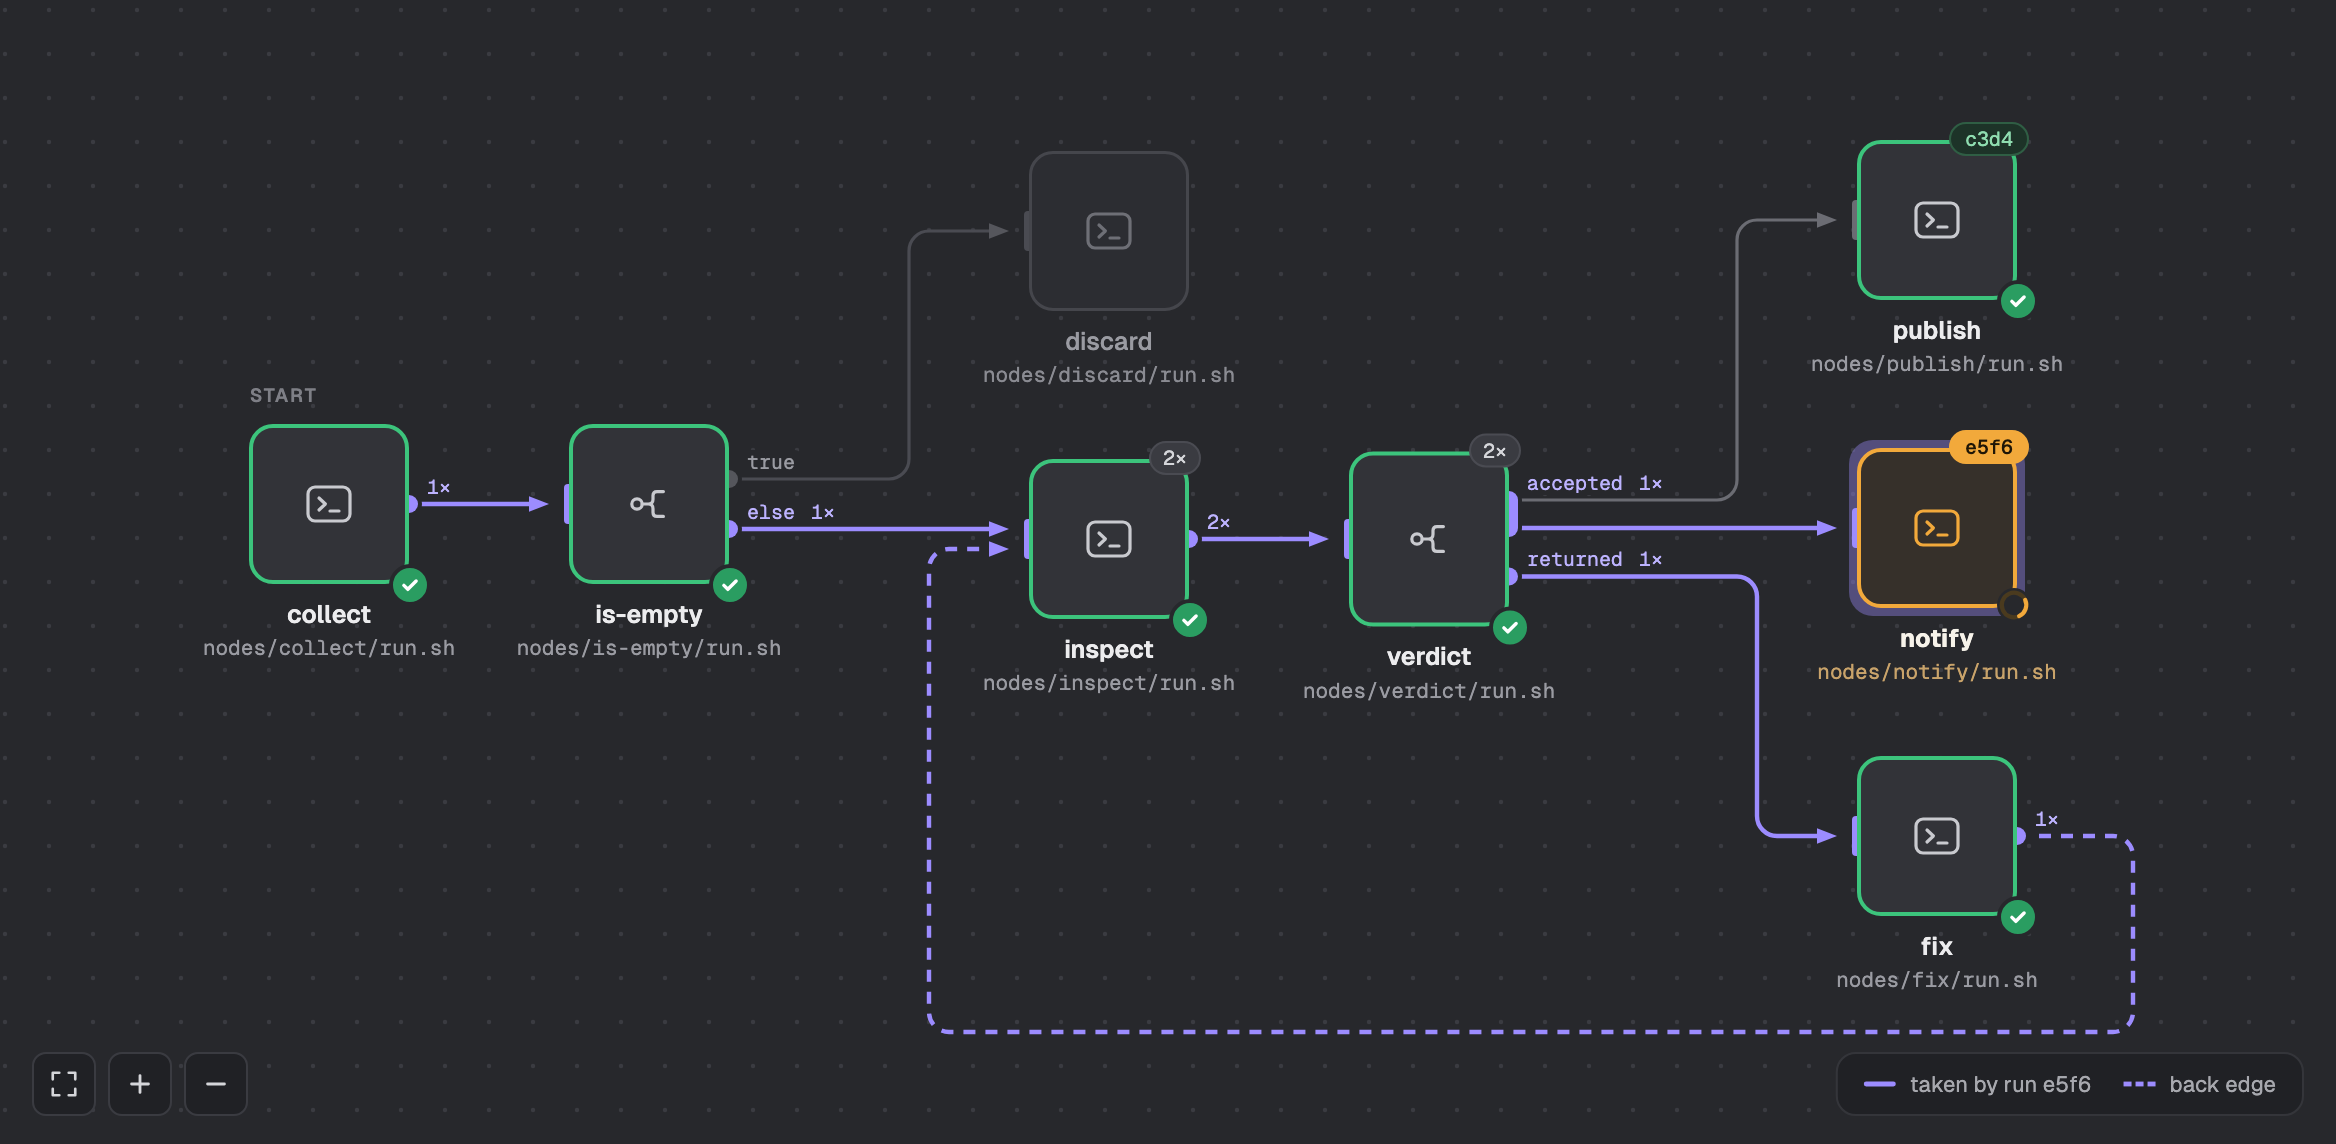 c3d4
publish
nodes/publish/run.sh
discard
nodes/discard/run.sh
START
1×
collect
nodes/collect/run.sh
true
else 1×
is-empty
nodes/is-empty/run.sh
2×
2×
inspect
nodes/inspect/run.sh
2×
accepted 1×
returned 1×
verdict
nodes/verdict/run.sh
e5f6
notify
nodes/notify/run.sh
1×
fix
nodes/fix/run.sh
taken by run e5f6
back edge